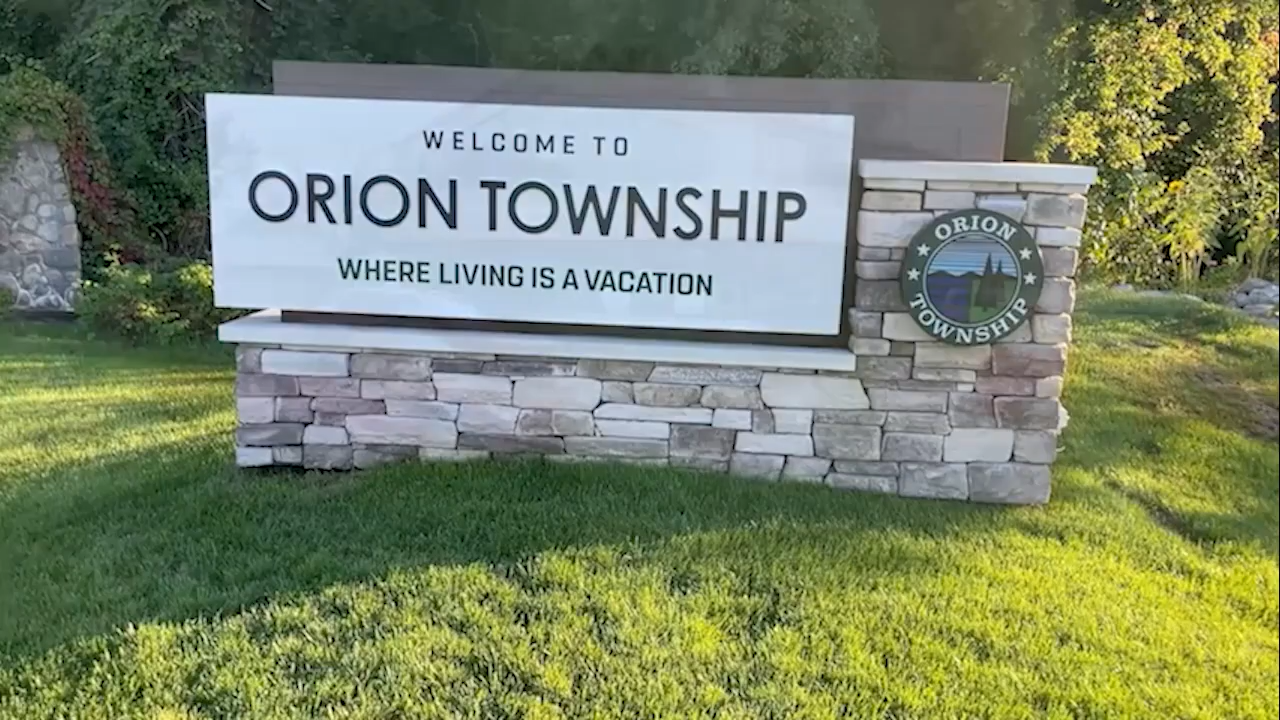 WELCOME TO
ORION TOWNSHIP
WHERE LIVING IS A VACATION
ORION
TOWNSHIP